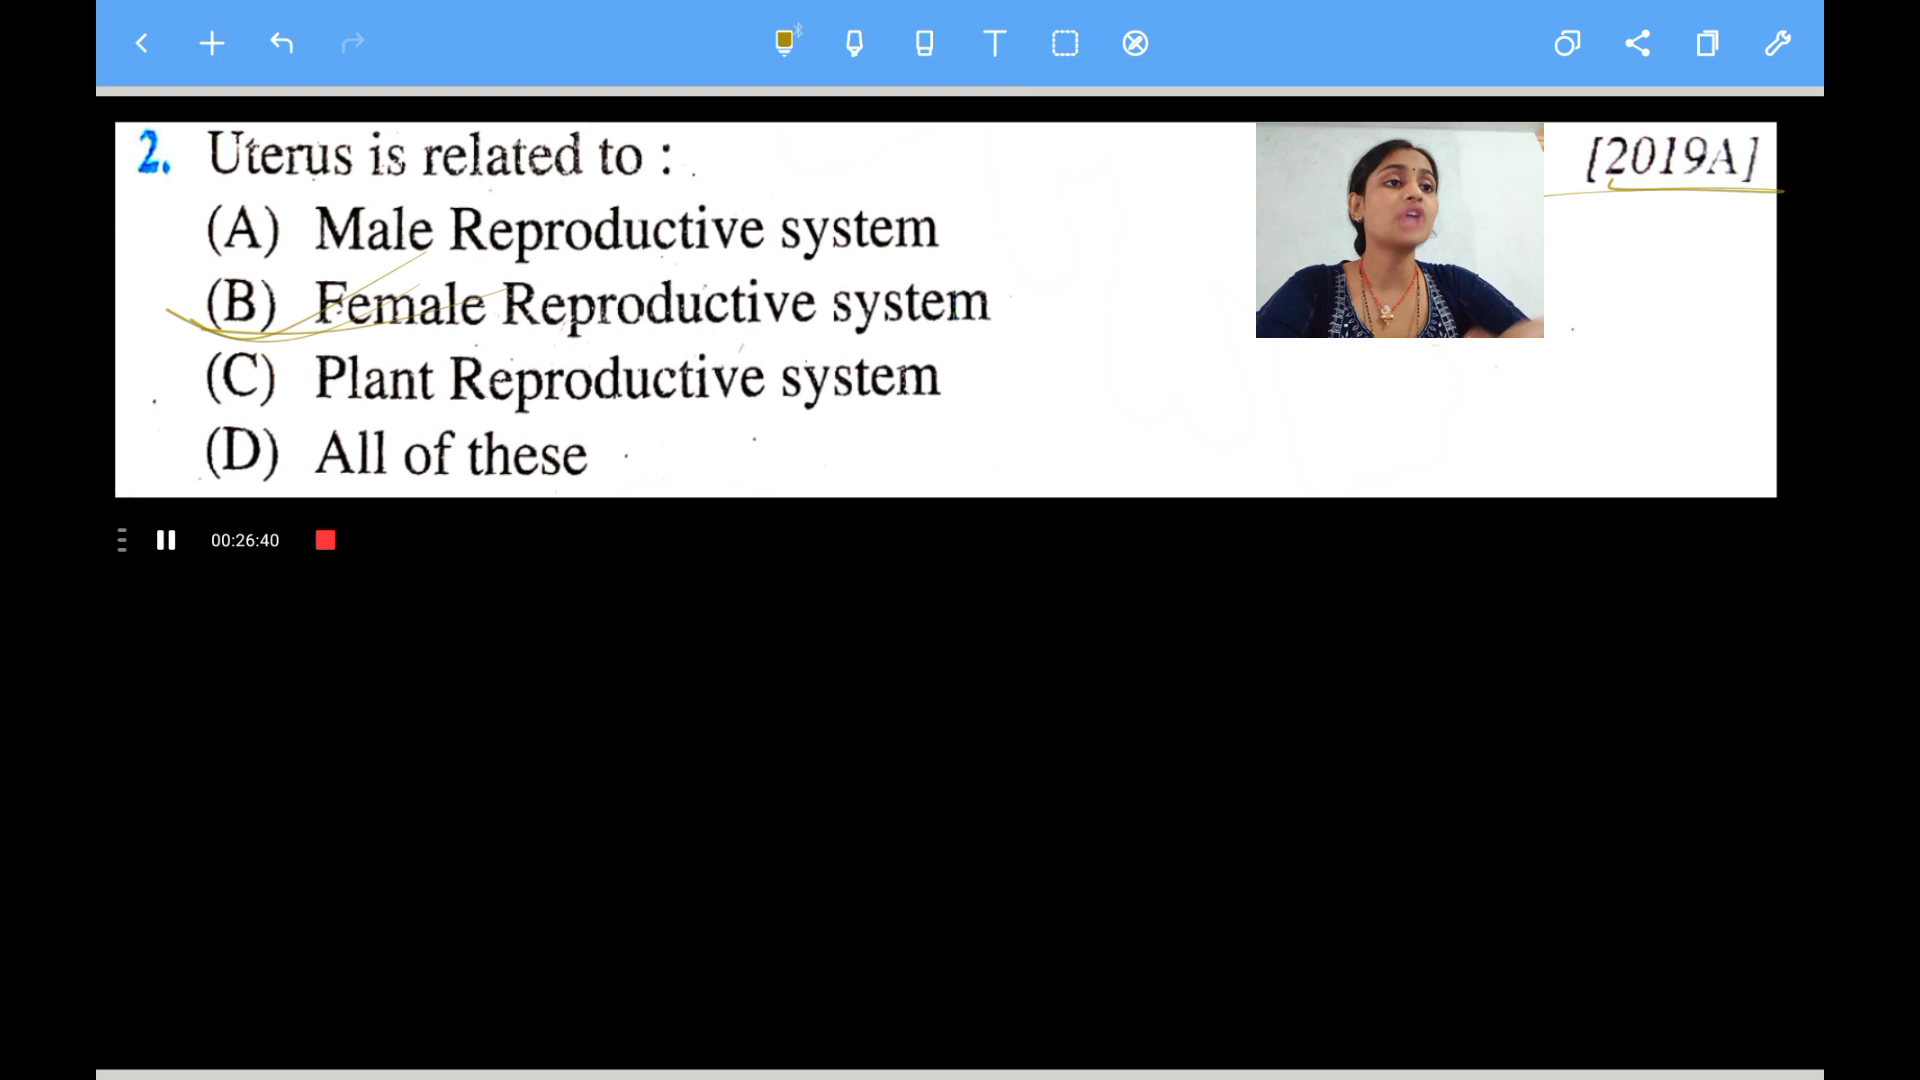 2. Uterus is related to : [2019A]
(A) Male Reproductive system
(B) Female Reproductive system
(C) Plant Reproductive system
(D) All of these
00:26:40